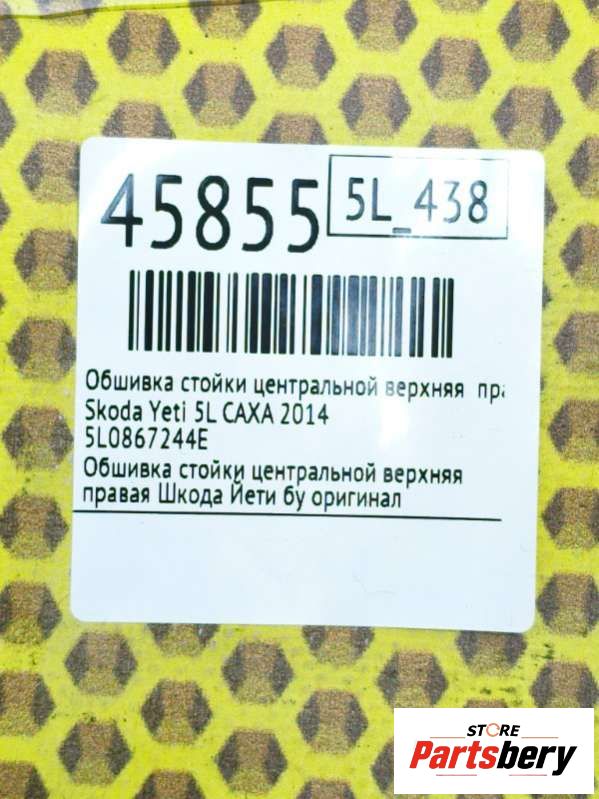 45855
5L_438
Обшивка стойки центральной верхняя пра
Skoda Yeti 5L CAXA 2014
5L0867244E
Обшивка стойки центральной верхняя
правая Шкода Йети бу оригинал
STORE
Partsbery